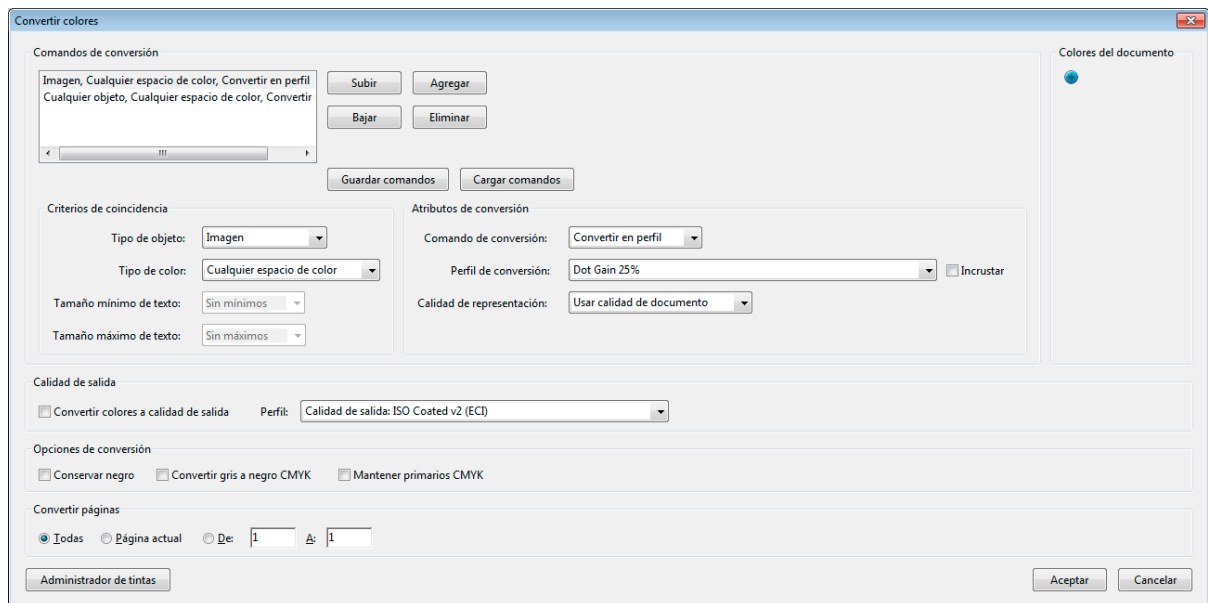 Convertir colores
Comandos de conversión
Colores del documento
Imagen, Cualquier espacio de color, Convertir en perfil
Cualquier objeto, Cualquier espacio de color, Convertir
Subir
Agregar
Bajar
Eliminar
Guardar comandos
Cargar comandos
Criterios de coincidencia
Tipo de objeto: Imagen
Tipo de color: Cualquier espacio de color
Tamaño mínimo de texto: Sin mínimos
Tamaño máximo de texto: Sin máximos
Atributos de conversión
Comando de conversión: Convertir en perfil
Perfil de conversión: Dot Gain 25% Incrustar
Calidad de representación: Usar calidad de documento
Calidad de salida
Convertir colores a calidad de salida Perfil: Calidad de salida: ISO Coated v2 (ECI)
Opciones de conversión
Conservar negro Convertir gris a negro CMYK Mantener primarios CMYK
Convertir páginas
Todas Página actual De: 1 A: 1
Administrador de tintas
Aceptar
Cancelar